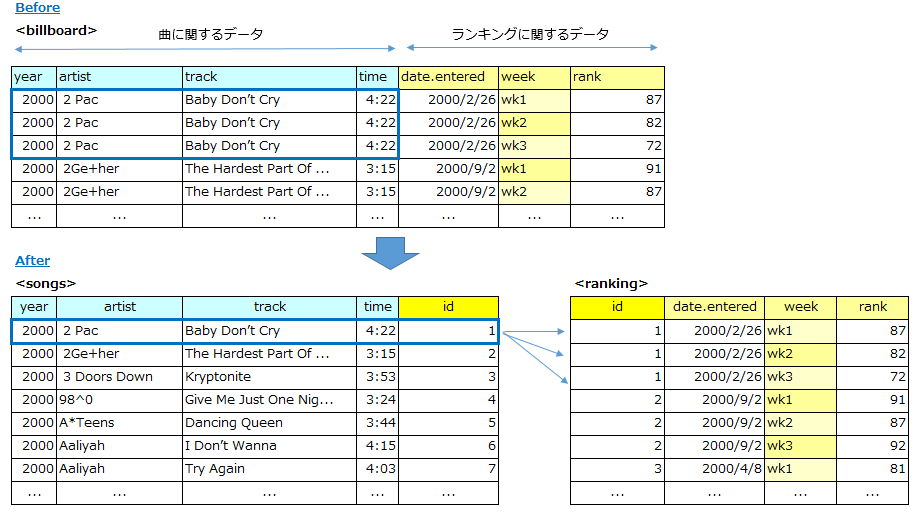 Before
<billboard>
曲に関するデータ ランキングに関するデータ
year artist track time date.entered week rank
2000 2 Pac Baby Don't Cry 4:22 2000/2/26 wk1 87
2000 2 Pac Baby Don't Cry 4:22 2000/2/26 wk2 82
2000 2 Pac Baby Don't Cry 4:22 2000/2/26 wk3 72
2000 2Ge+her The Hardest Part Of ... 3:15 2000/9/2 wk1 91
2000 2Ge+her The Hardest Part Of ... 3:15 2000/9/2 wk2 87
... ... ... ... ... ... ...
After
<songs>
year artist track time id
2000 2 Pac Baby Don't Cry 4:22 1
2000 2Ge+her The Hardest Part Of ... 3:15 2
2000 3 Doors Down Kryptonite 3:53 3
2000 98^0 Give Me Just One Nig... 3:24 4
2000 A*Teens Dancing Queen 3:44 5
2000 Aaliyah I Don't Wanna 4:15 6
2000 Aaliyah Try Again 4:03 7
... ... ... ... ...
<ranking>
id date.entered week rank
1 2000/2/26 wk1 87
1 2000/2/26 wk2 82
1 2000/2/26 wk3 72
2 2000/9/2 wk1 91
2 2000/9/2 wk2 87
2 2000/9/2 wk3 92
3 2000/4/8 wk1 81
... ... ... ...